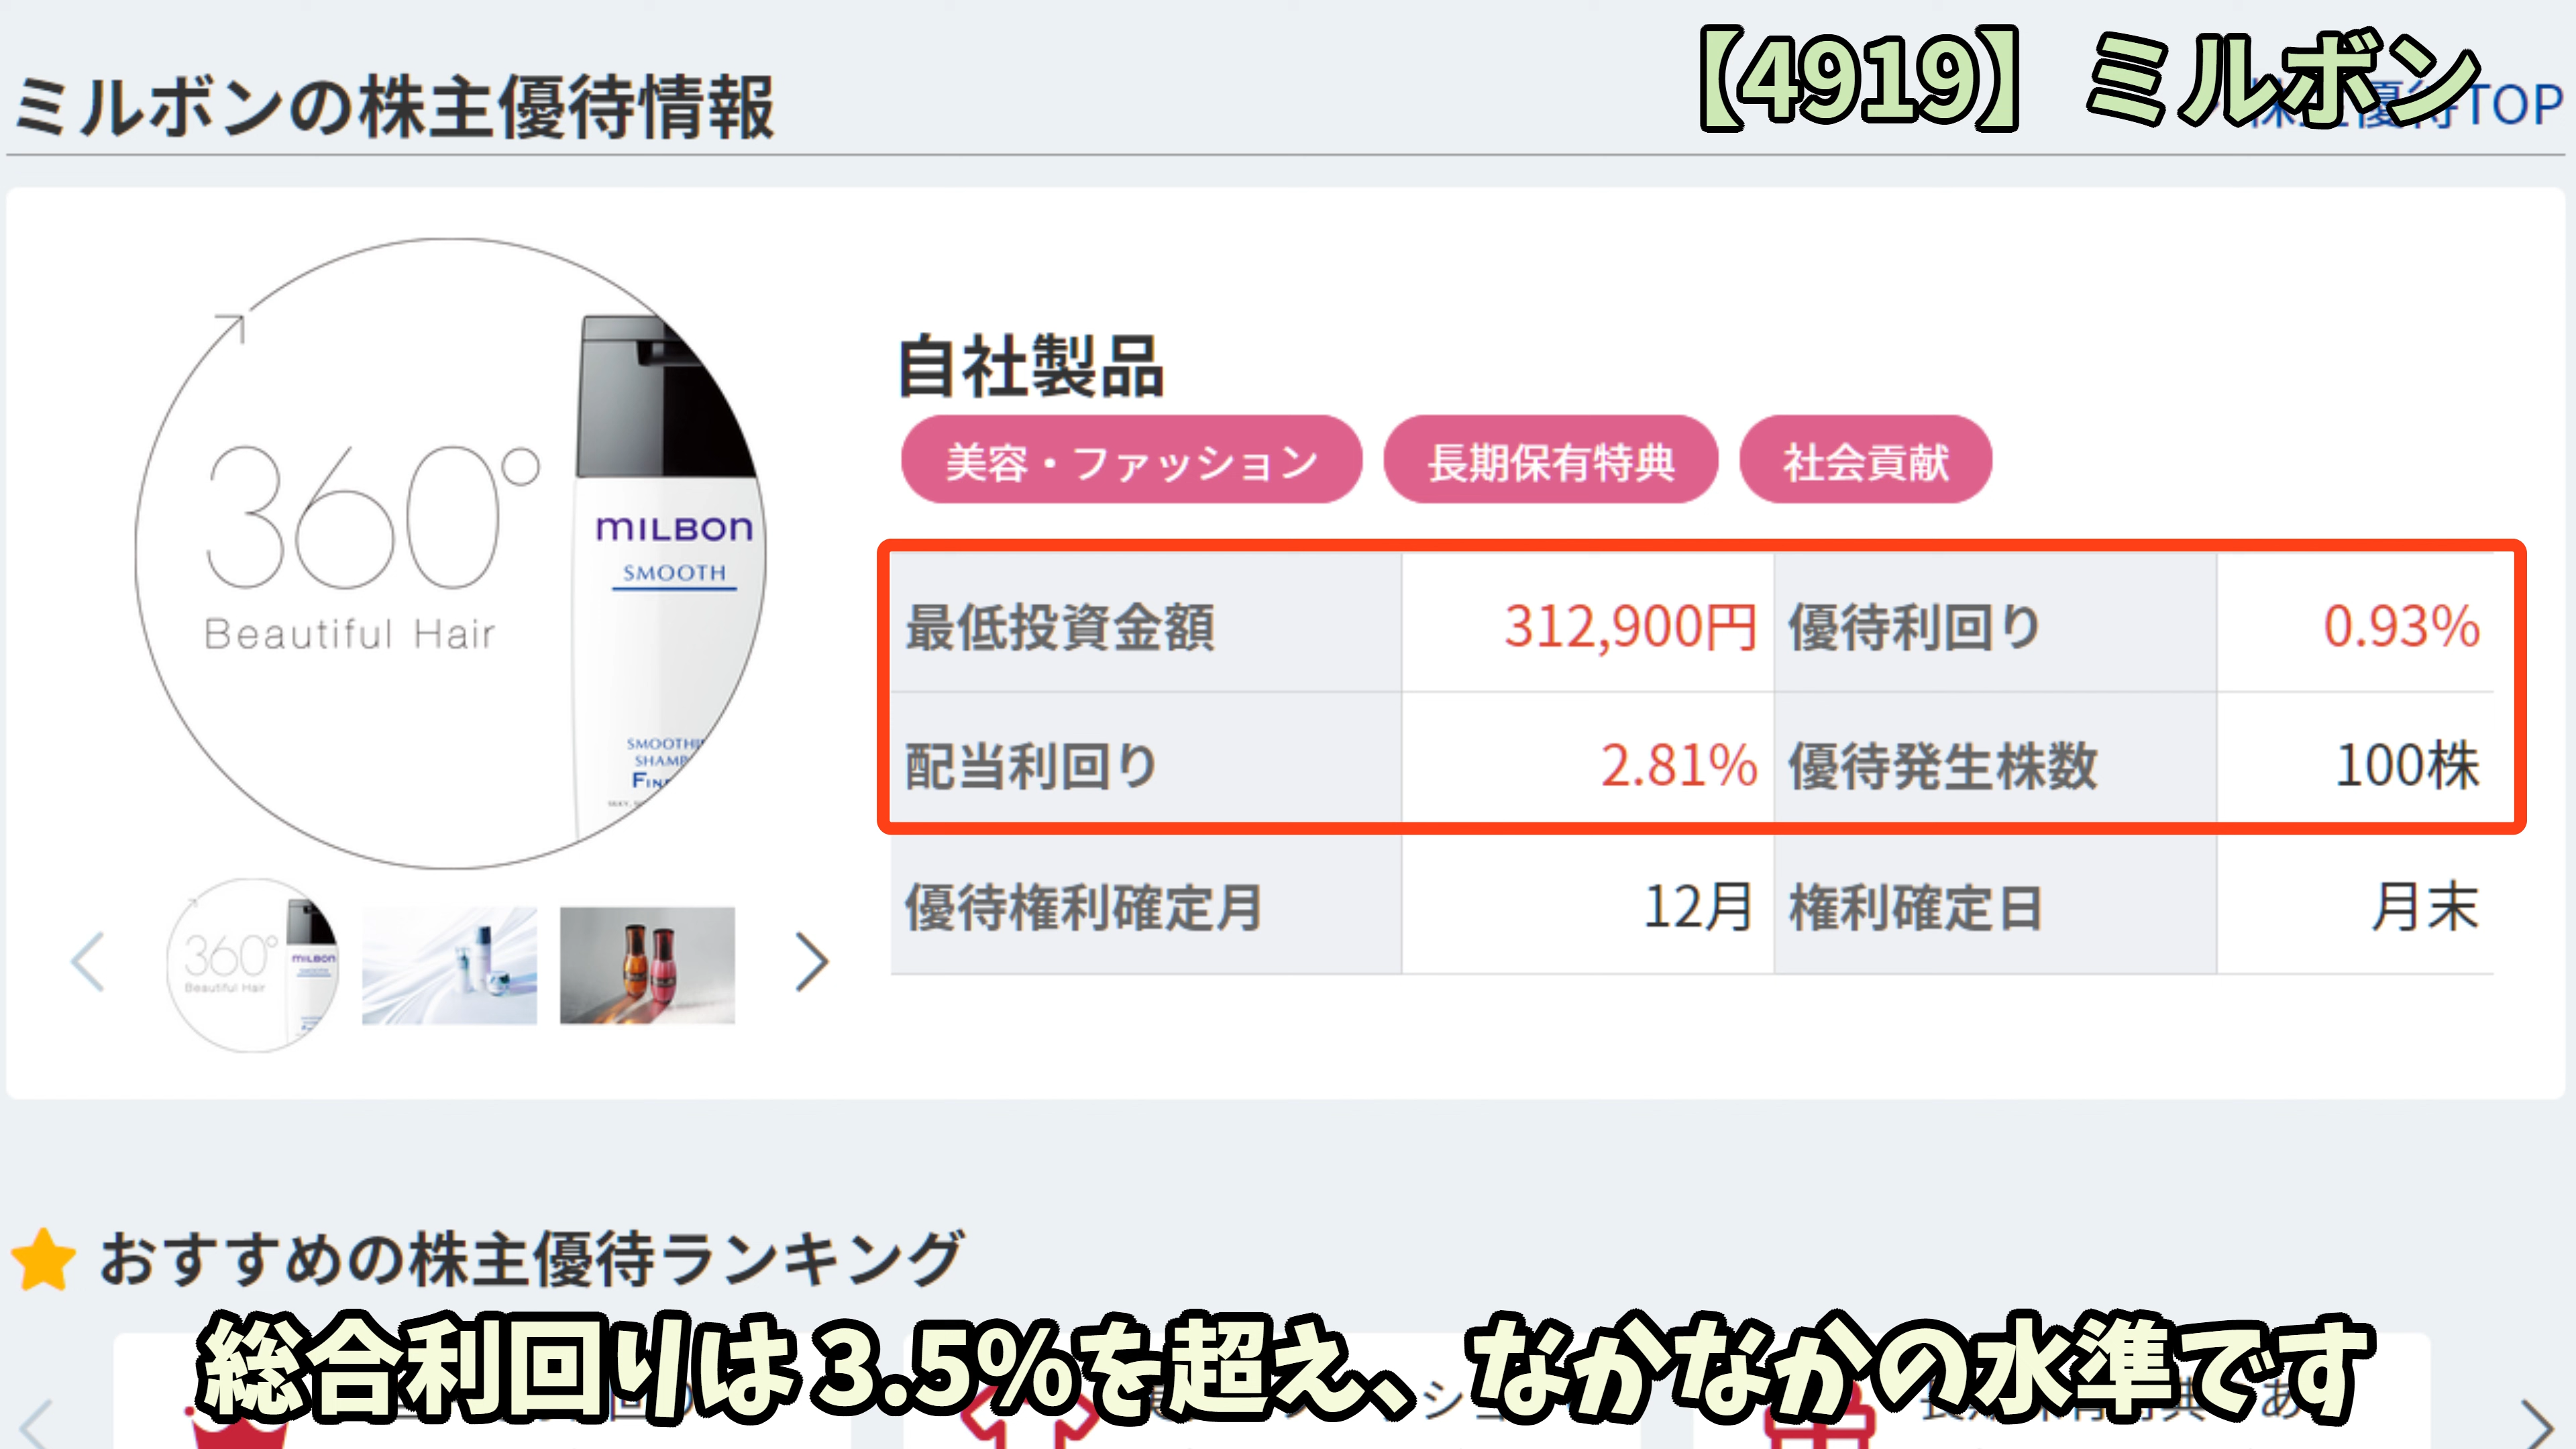 【4919】 ミルボン
ミルボンの株主優待情報
TOP
360°
Beautiful Hair
MILBON
SMOOTH
自社製品
美容・ファッション
長期保有特典
社会貢献
最低投資金額 312,900円 優待利回り 0.93%
配当利回り 2.81% 優待発生株数 100株
優待権利確定月 12月 権利確定日 月末
360°
Beautiful Hair
MILBON
おすすめの株主優待ランキング
総合利回りは3.5%を超え、なかなかの水準です